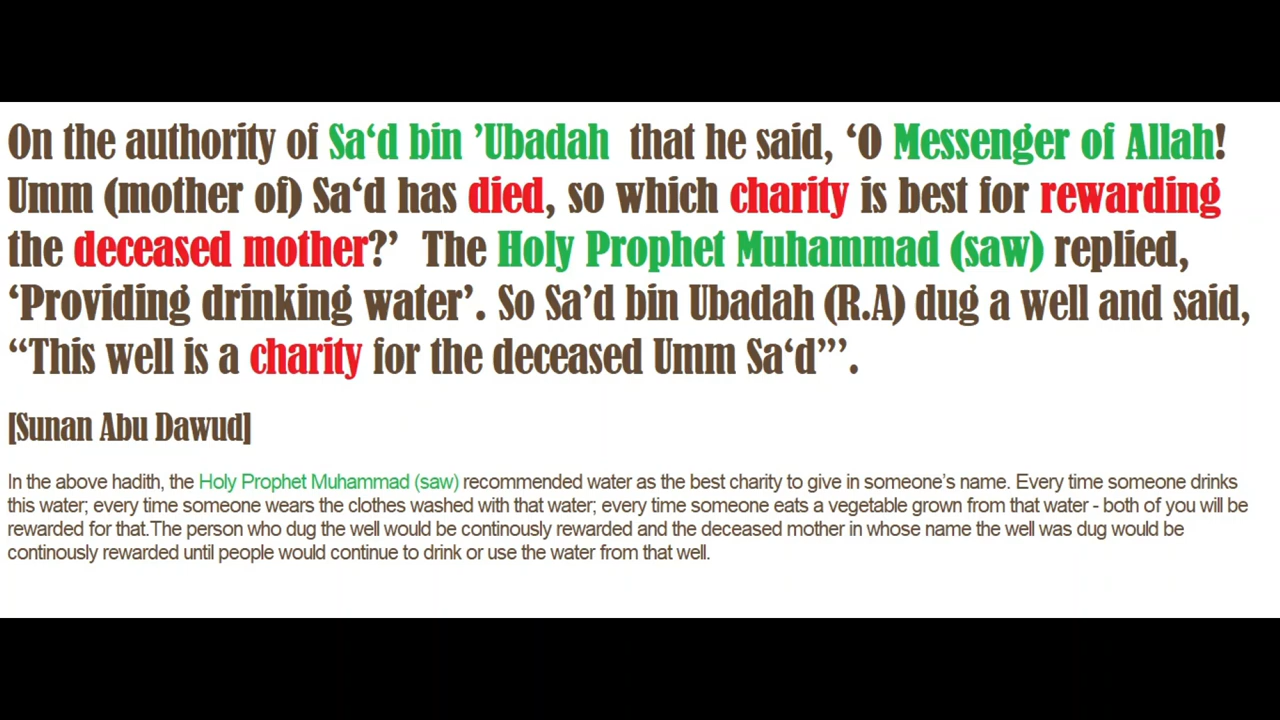 On the authority of Sa‘d bin ’Ubadah that he said, ‘O Messenger of Allah!
Umm (mother of) Sa‘d has died, so which charity is best for rewarding
the deceased mother?’ The Holy Prophet Muhammad (saw) replied,
‘Providing drinking water’. So Sa’d bin Ubadah (R.A) dug a well and said,
“This well is a charity for the deceased Umm Sa‘d”’.
[Sunan Abu Dawud]
In the above hadith, the Holy Prophet Muhammad (saw) recommended water as the best charity to give in someone’s name. Every time someone drinks
this water; every time someone wears the clothes washed with that water; every time someone eats a vegetable grown from that water - both of you will be
rewarded for that.The person who dug the well would be continously rewarded and the deceased mother in whose name the well was dug would be
continously rewarded until people would continue to drink or use the water from that well.